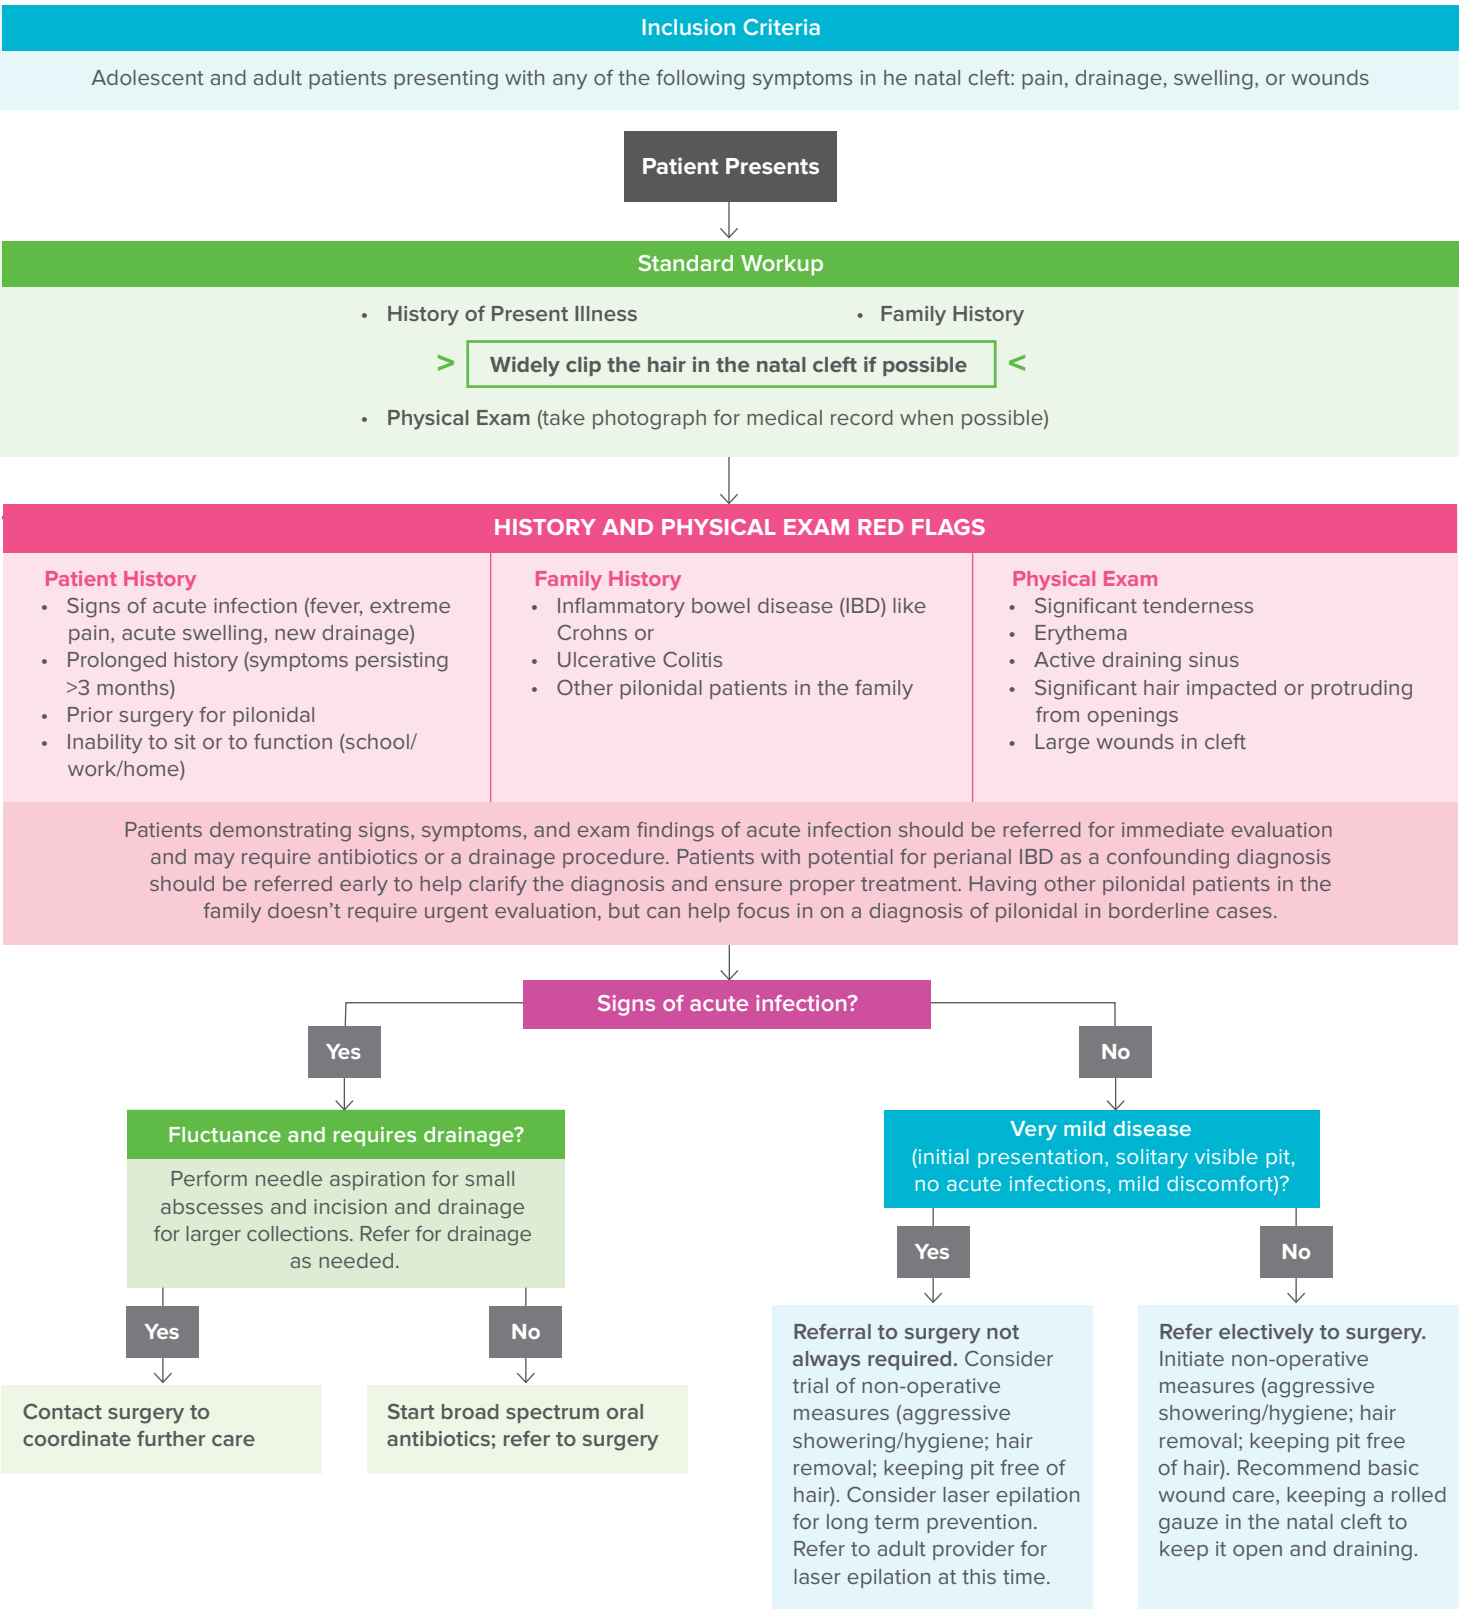 Inclusion Criteria
Adolescent and adult patients presenting with any of the following symptoms in he natal cleft: pain, drainage, swelling, or wounds
Patient Presents
Standard Workup
• History of Present Illness
• Family History
> Widely clip the hair in the natal cleft if possible <
• Physical Exam (take photograph for medical record when possible)
HISTORY AND PHYSICAL EXAM RED FLAGS
Patient History
• Signs of acute infection (fever, extreme
pain, acute swelling, new drainage)
• Prolonged history (symptoms persisting
>3 months)
• Prior surgery for pilonidal
• Inability to sit or to function (school/
work/home)
Family History
• Inflammatory bowel disease (IBD) like
Crohns or
• Ulcerative Colitis
• Other pilonidal patients in the family
Physical Exam
• Significant tenderness
• Erythema
• Active draining sinus
• Significant hair impacted or protruding
from openings
• Large wounds in cleft
Patients demonstrating signs, symptoms, and exam findings of acute infection should be referred for immediate evaluation
and may require antibiotics or a drainage procedure. Patients with potential for perianal IBD as a confounding diagnosis
should be referred early to help clarify the diagnosis and ensure proper treatment. Having other pilonidal patients in the
family doesn't require urgent evaluation, but can help focus in on a diagnosis of pilonidal in borderline cases.
Signs of acute infection?
Yes
No
Fluctuance and requires drainage?
Perform needle aspiration for small
abscesses and incision and drainage
for larger collections. Refer for drainage
as needed.
Yes
No
Contact surgery to
coordinate further care
Start broad spectrum oral
antibiotics; refer to surgery
Very mild disease
(initial presentation, solitary visible pit,
no acute infections, mild discomfort)?
Yes
No
Referral to surgery not
always required. Consider
trial of non-operative
measures (aggressive
showering/hygiene; hair
removal; keeping pit free of
hair). Consider laser epilation
for long term prevention.
Refer to adult provider for
laser epilation at this time.
Refer electively to surgery.
Initiate non-operative
measures (aggressive
showering/hygiene; hair
removal; keeping pit free
of hair). Recommend basic
wound care, keeping a rolled
gauze in the natal cleft to
keep it open and draining.